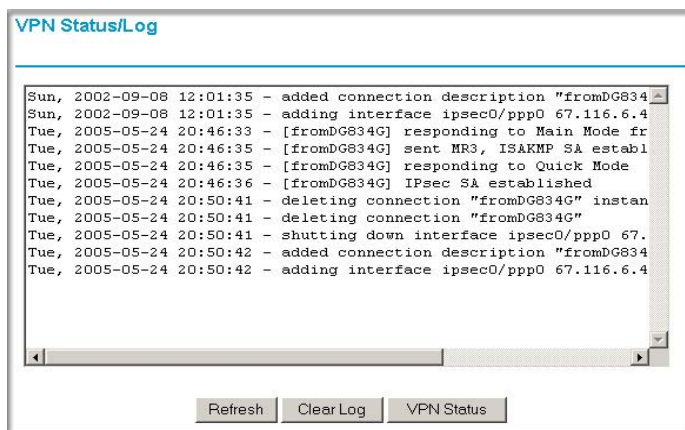 VPN Status/Log
Sun, 2002-09-08 12:01:35 - added connection description "fromDG834
Sun, 2002-09-08 12:01:35 - adding interface ipsec0/ppp0 67.116.6.4
Tue, 2005-05-24 20:46:33 - [fromDG834G] responding to Main Mode fr
Tue, 2005-05-24 20:46:35 - [fromDG834G] sent MR3, ISAKMP SA establ
Tue, 2005-05-24 20:46:35 - [fromDG834G] responding to Quick Mode
Tue, 2005-05-24 20:46:36 - [fromDG834G] IPsec SA established
Tue, 2005-05-24 20:50:41 - deleting connection "fromDG834G" instan
Tue, 2005-05-24 20:50:41 - deleting connection "fromDG834G"
Tue, 2005-05-24 20:50:41 - shutting down interface ipsec0/ppp0 67.
Tue, 2005-05-24 20:50:42 - added connection description "fromDG834
Tue, 2005-05-24 20:50:42 - adding interface ipsec0/ppp0 67.116.6.4
Refresh Clear Log VPN Status